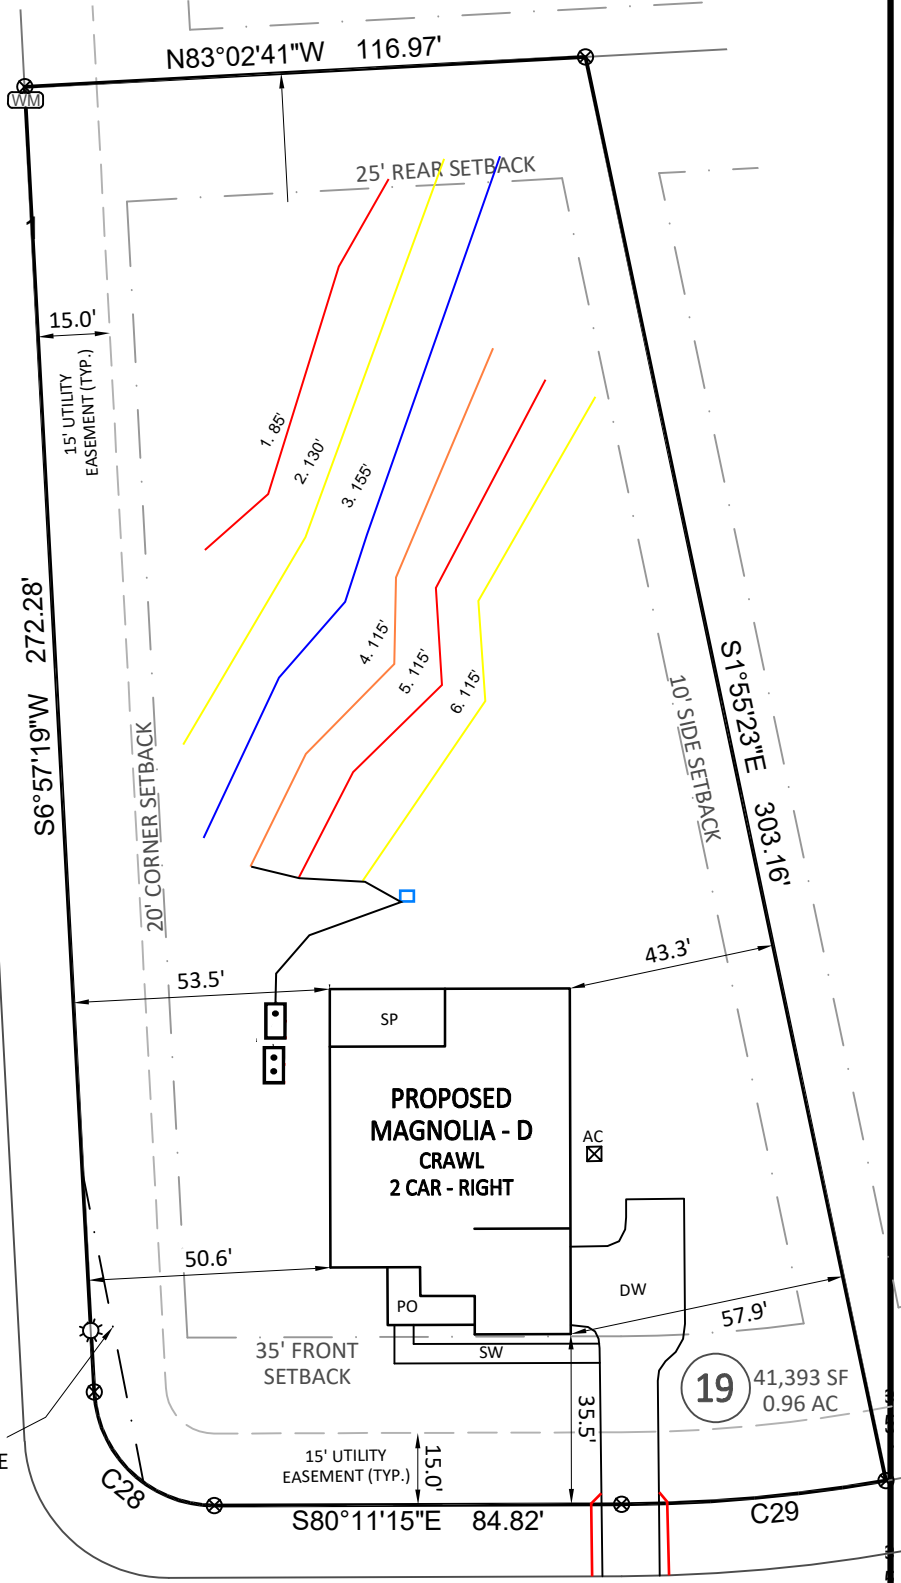 N83°02'41"W 116.97'
WM
25' REAR SETBACK
15.0'
15' UTILITY
EASEMENT (TYP.)
1. 85'
2. 130'
3. 155'
4. 115'
5. 115'
6. 115'
S6°57'19"W 272.28'
20' CORNER SETBACK
10' SIDE SETBACK
S1°55'23"E 303.16'
53.5'
43.3'
SP
PROPOSED
MAGNOLIA - D
CRAWL
2 CAR - RIGHT
AC
50.6'
DW
PO
57.9'
SW
35' FRONT
SETBACK
19
41,393 SF
0.96 AC
35.5'
15' UTILITY
EASEMENT (TYP.)
15.0'
E
C28
S80°11'15"E 84.82'
C29